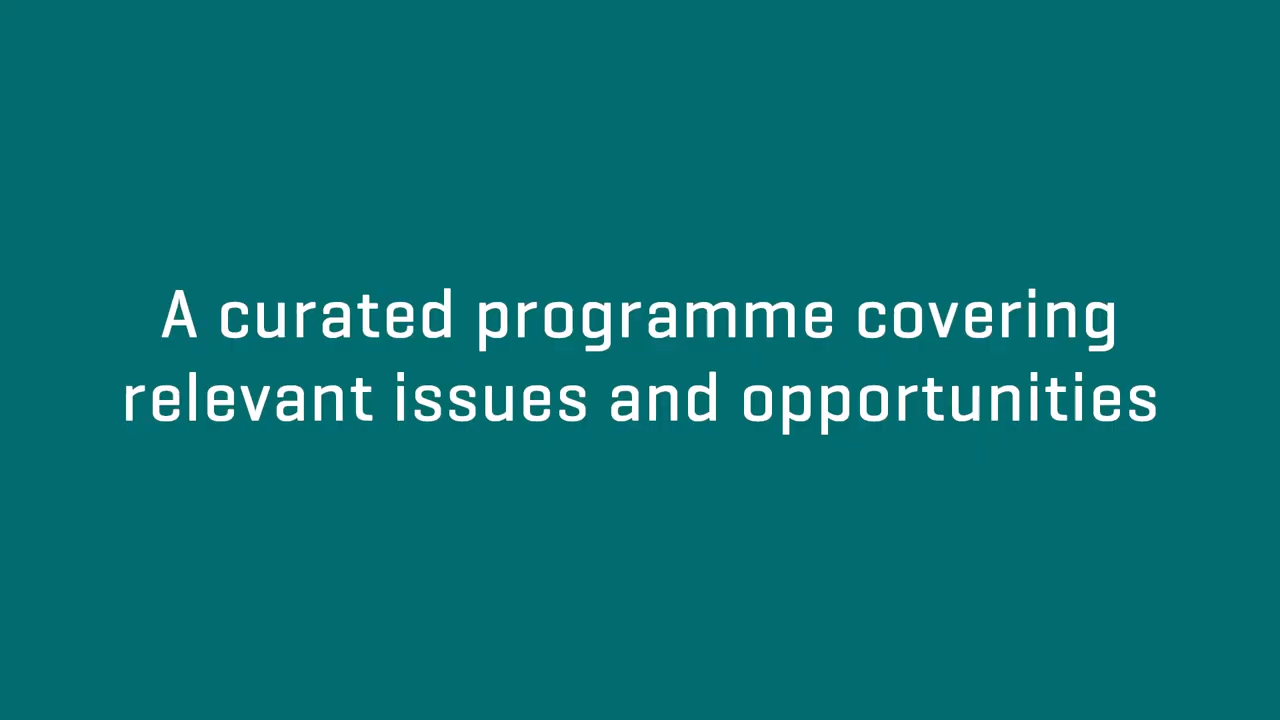 A curated programme covering
relevant issues and opportunities